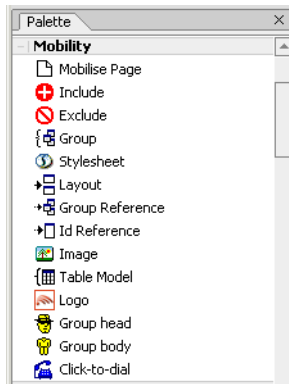 Palette
Mobility
Mobilise Page
Include
Exclude
Group
Stylesheet
Layout
Group Reference
Id Reference
Image
Table Model
Logo
Group head
Group body
Click-to-dial